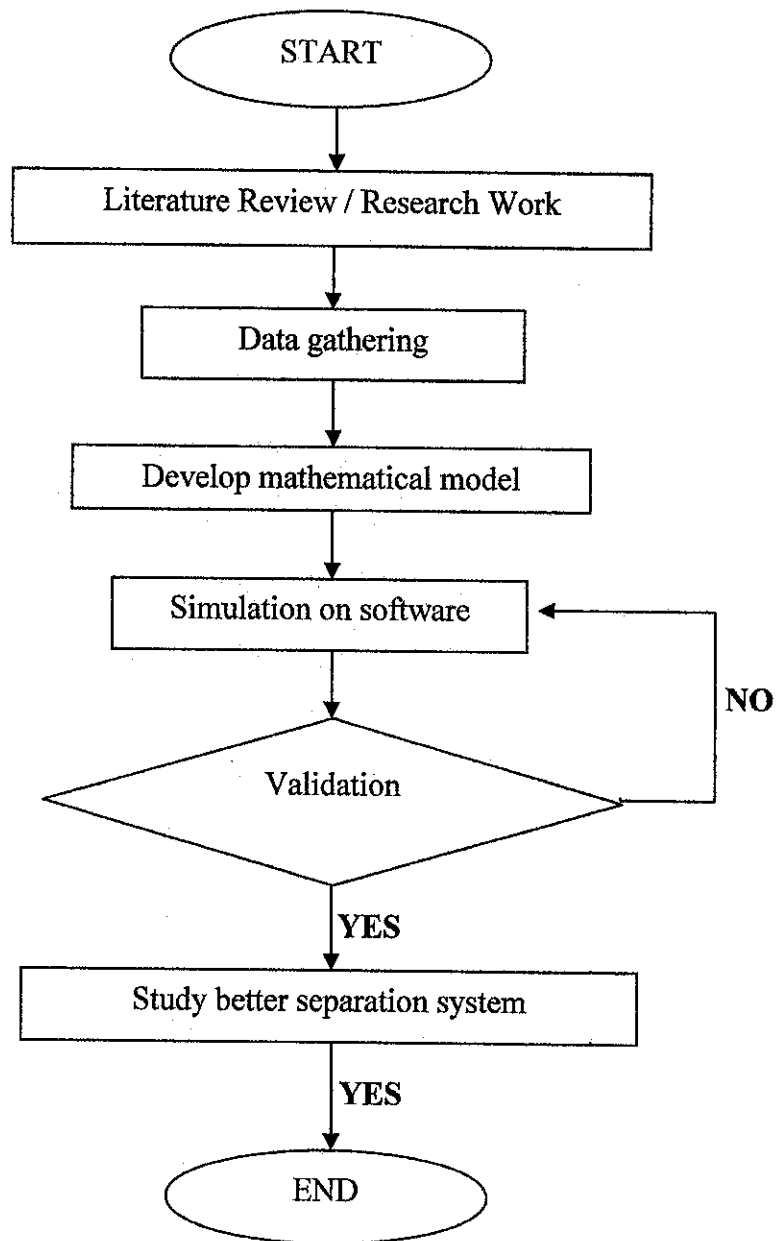 START
Literature Review / Research Work
Data gathering
Develop mathematical model
Simulation on software
NO
Validation
YES
Study better separation system
YES
END